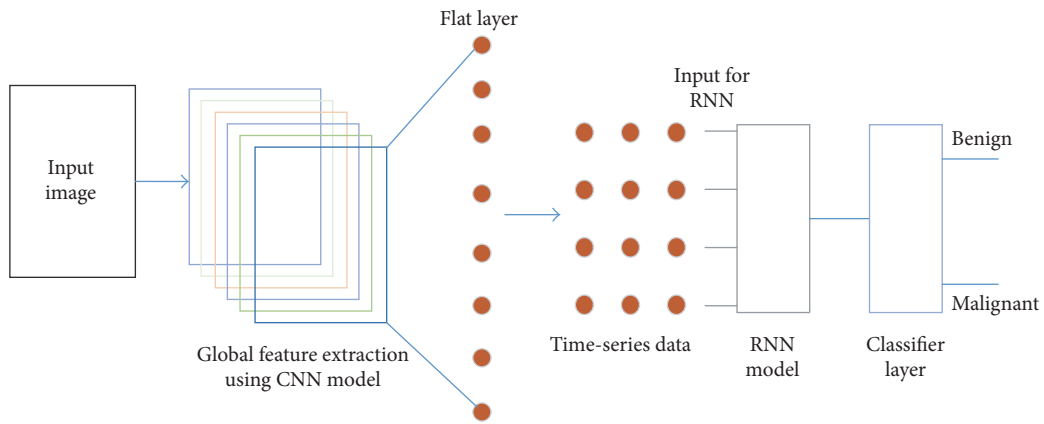 Flat layer
Input
image
Global feature extraction
using CNN model
Time-series data
Input for
RNN
RNN
model
Classifier
layer
Benign
Malignant